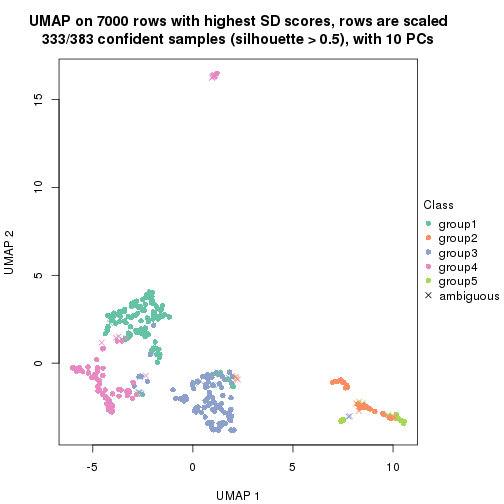 UMAP on 7000 rows with highest SD scores, rows are scaled
333/383 confident samples (silhouette > 0.5), with 10 PCs
15
10
5
0
UMAP 2
-5
0
5
10
UMAP 1
Class
group1
group2
group3
group4
group5
ambiguous